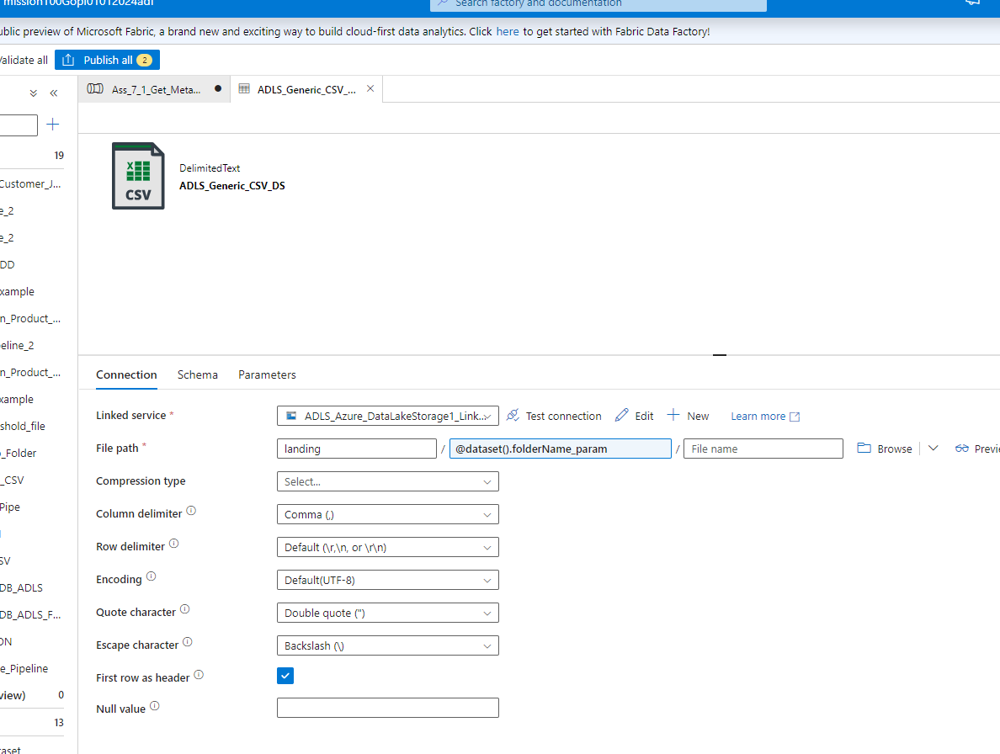 mission100Gopi01012024adf
Search factory and documentation
ublic preview of Microsoft Fabric, a brand new and exciting way to build cloud-first data analytics. Click here to get started with Fabric Data Factory!
Validate all
Publish all 2
Ass_7_1_Get_Meta...
ADLS_Generic_CSV_...
19
Customer_J...
e_2
e_2
DD
xample
n_Product_...
eline_2
n_Product_...
xample
shold_file
_Folder
_CSV
Pipe
SV
DB_ADLS
DB_ADLS_F...
ON
e_Pipeline
view) 0
13
taset
CSV
DelimitedText
ADLS_Generic_CSV_DS
Connection Schema Parameters
Linked service * ADLS_Azure_DataLakeStorage1_Link... Test connection Edit New Learn more
File path * landing / @dataset().folderName_param / File name Browse Previe
Compression type Select...
Column delimiter Comma (,)
Row delimiter Default (\r,\n, or \r\n)
Encoding Default(UTF-8)
Quote character Double quote (")
Escape character Backslash (\)
First row as header
Null value